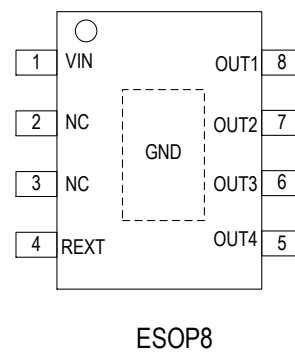 1 VIN OUT1 8
2 NC OUT2 7
GND
3 NC OUT3 6
4 REXT OUT4 5
ESOP8